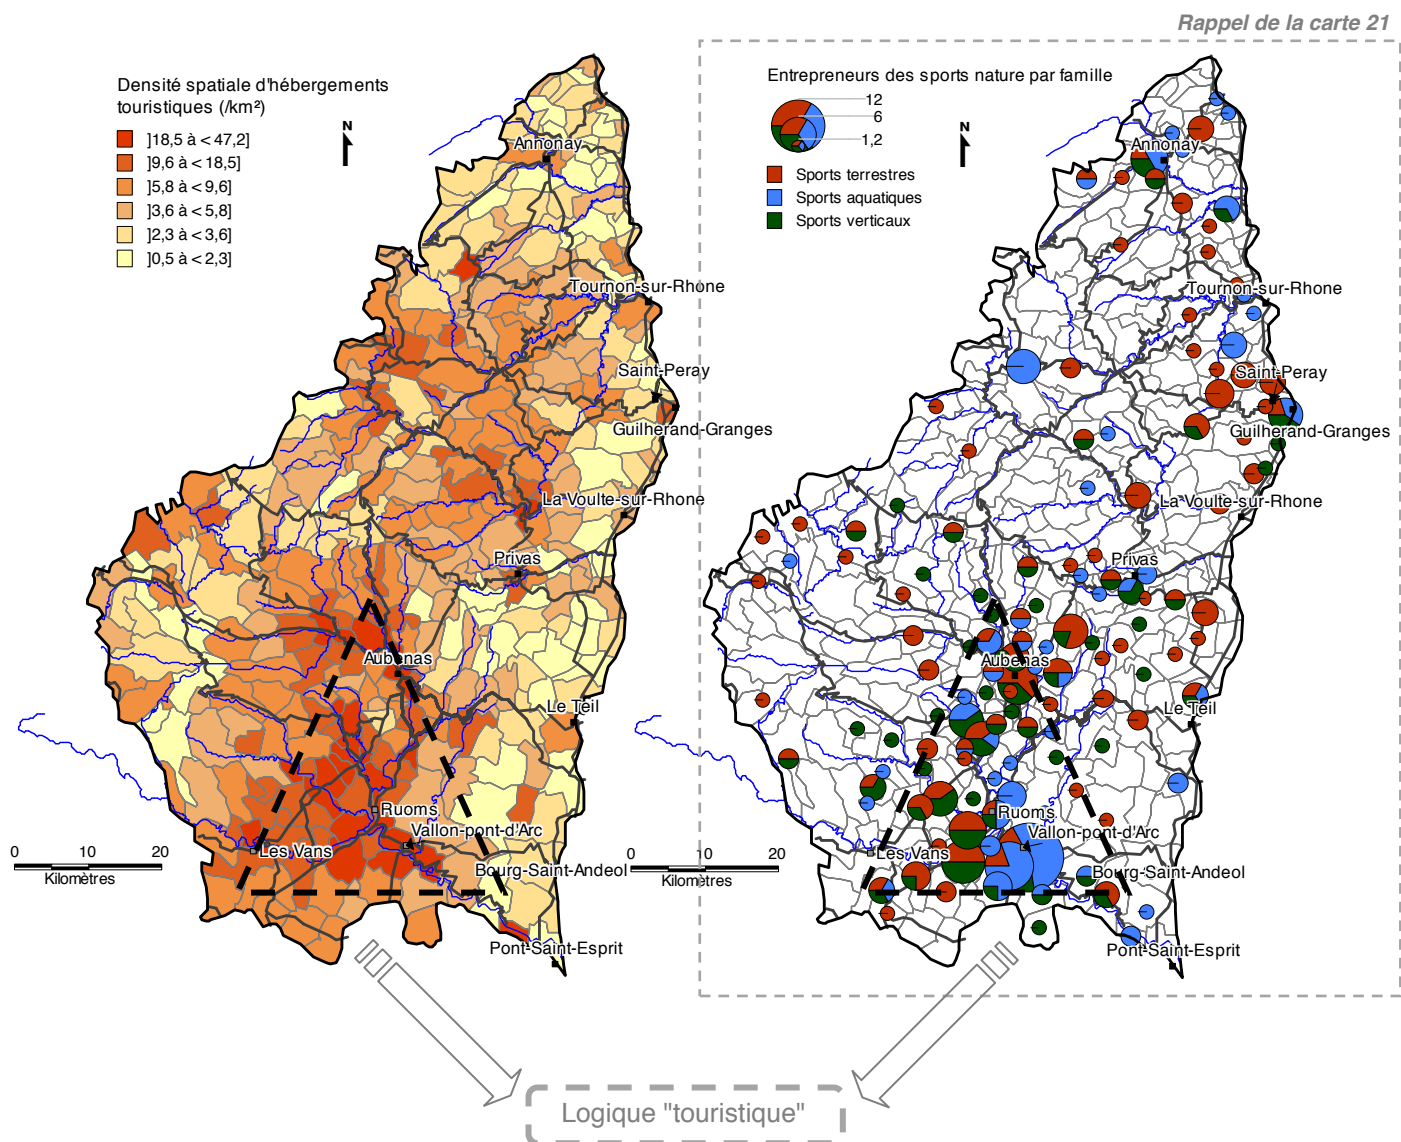 Rappel de la carte 21
Densité spatiale d'hébergements
touristiques (/km²)
]18,5 à < 47,2]
]9,6 à < 18,5]
]5,8 à < 9,6]
]3,6 à < 5,8]
]2,3 à < 3,6]
]0,5 à < 2,3]
N
Annonay
Tournon-sur-Rhone
Saint-Peray
Guilherand-Granges
La Voulte-sur-Rhone
Privas
Aubenas
Le Teil
Ruoms
Vallon-pont-d'Arc
Les Vans
Bourg-Saint-Andeol
Pont-Saint-Esprit
0 10 20
Kilomètres
Entrepreneurs des sports nature par famille
12
6
1,2
Sports terrestres
Sports aquatiques
Sports verticaux
N
Annonay
Tournon-sur-Rhone
Saint-Peray
Guilherand-Granges
La Voulte-sur-Rhone
Privas
Aubenas
Le Teil
Ruoms
Vallon-pont-d'Arc
Les Vans
Bourg-Saint-Andeol
Pont-Saint-Esprit
0 10 20
Kilomètres
Logique "touristique"